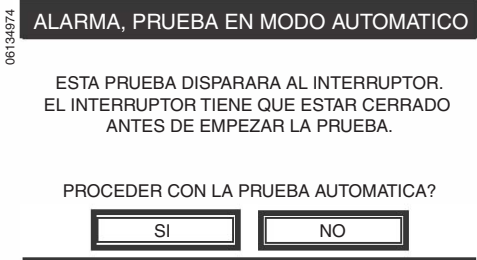 06134974
ALARMA, PRUEBA EN MODO AUTOMATICO
ESTA PRUEBA DISPARARA AL INTERRUPTOR.
EL INTERRUPTOR TIENE QUE ESTAR CERRADO
ANTES DE EMPEZAR LA PRUEBA.
PROCEDER CON LA PRUEBA AUTOMATICA?
SI
NO